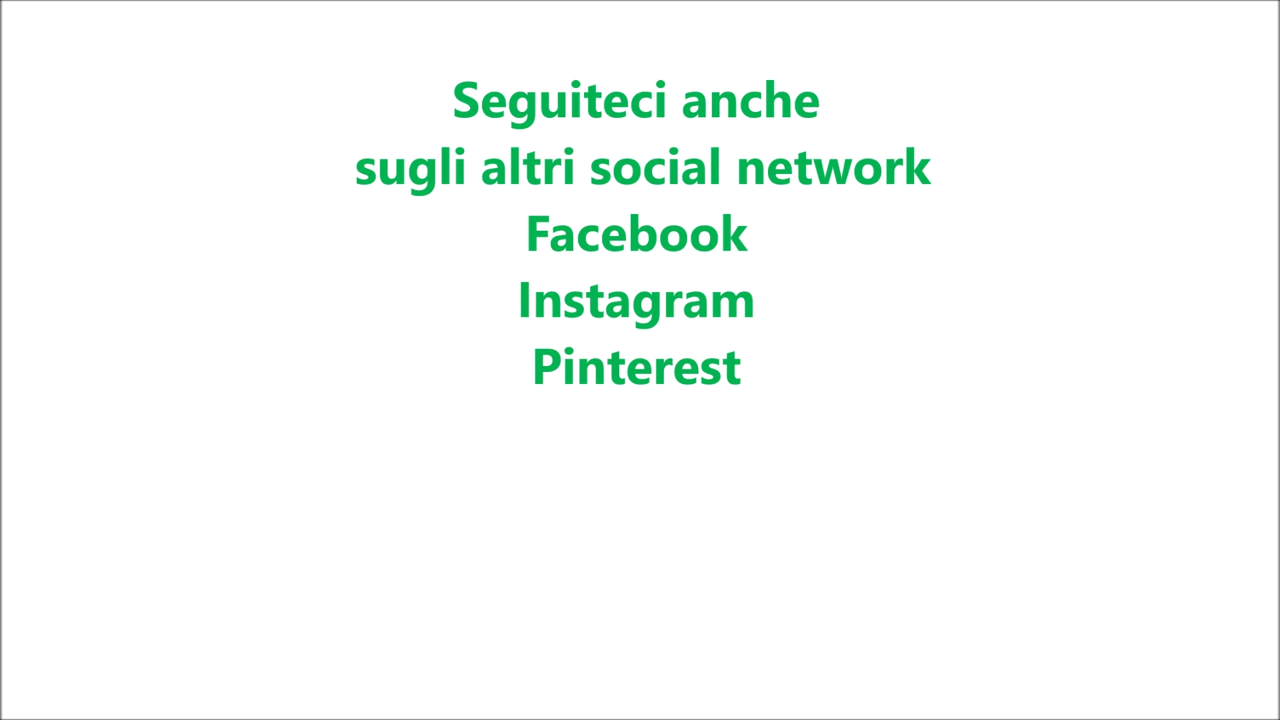 Seguiteci anche
sugli altri social network
Facebook
Instagram
Pinterest